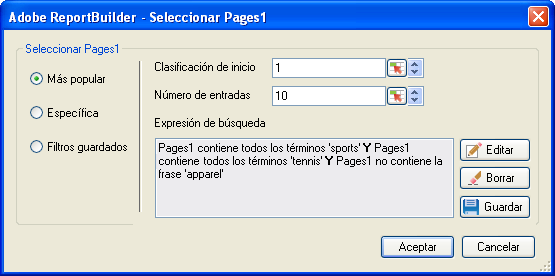 Adobe ReportBuilder - Seleccionar Pages1
Seleccionar Pages1
Más popular
Específica
Filtros guardados
Clasificación de inicio
1
Número de entradas
10
Expresión de búsqueda
Pages1 contiene todos los términos 'sports' Y Pages1
contiene todos los términos 'tennis' Y Pages1 no contiene la
frase 'apparel'
Editar
Borrar
Guardar
Aceptar
Cancelar